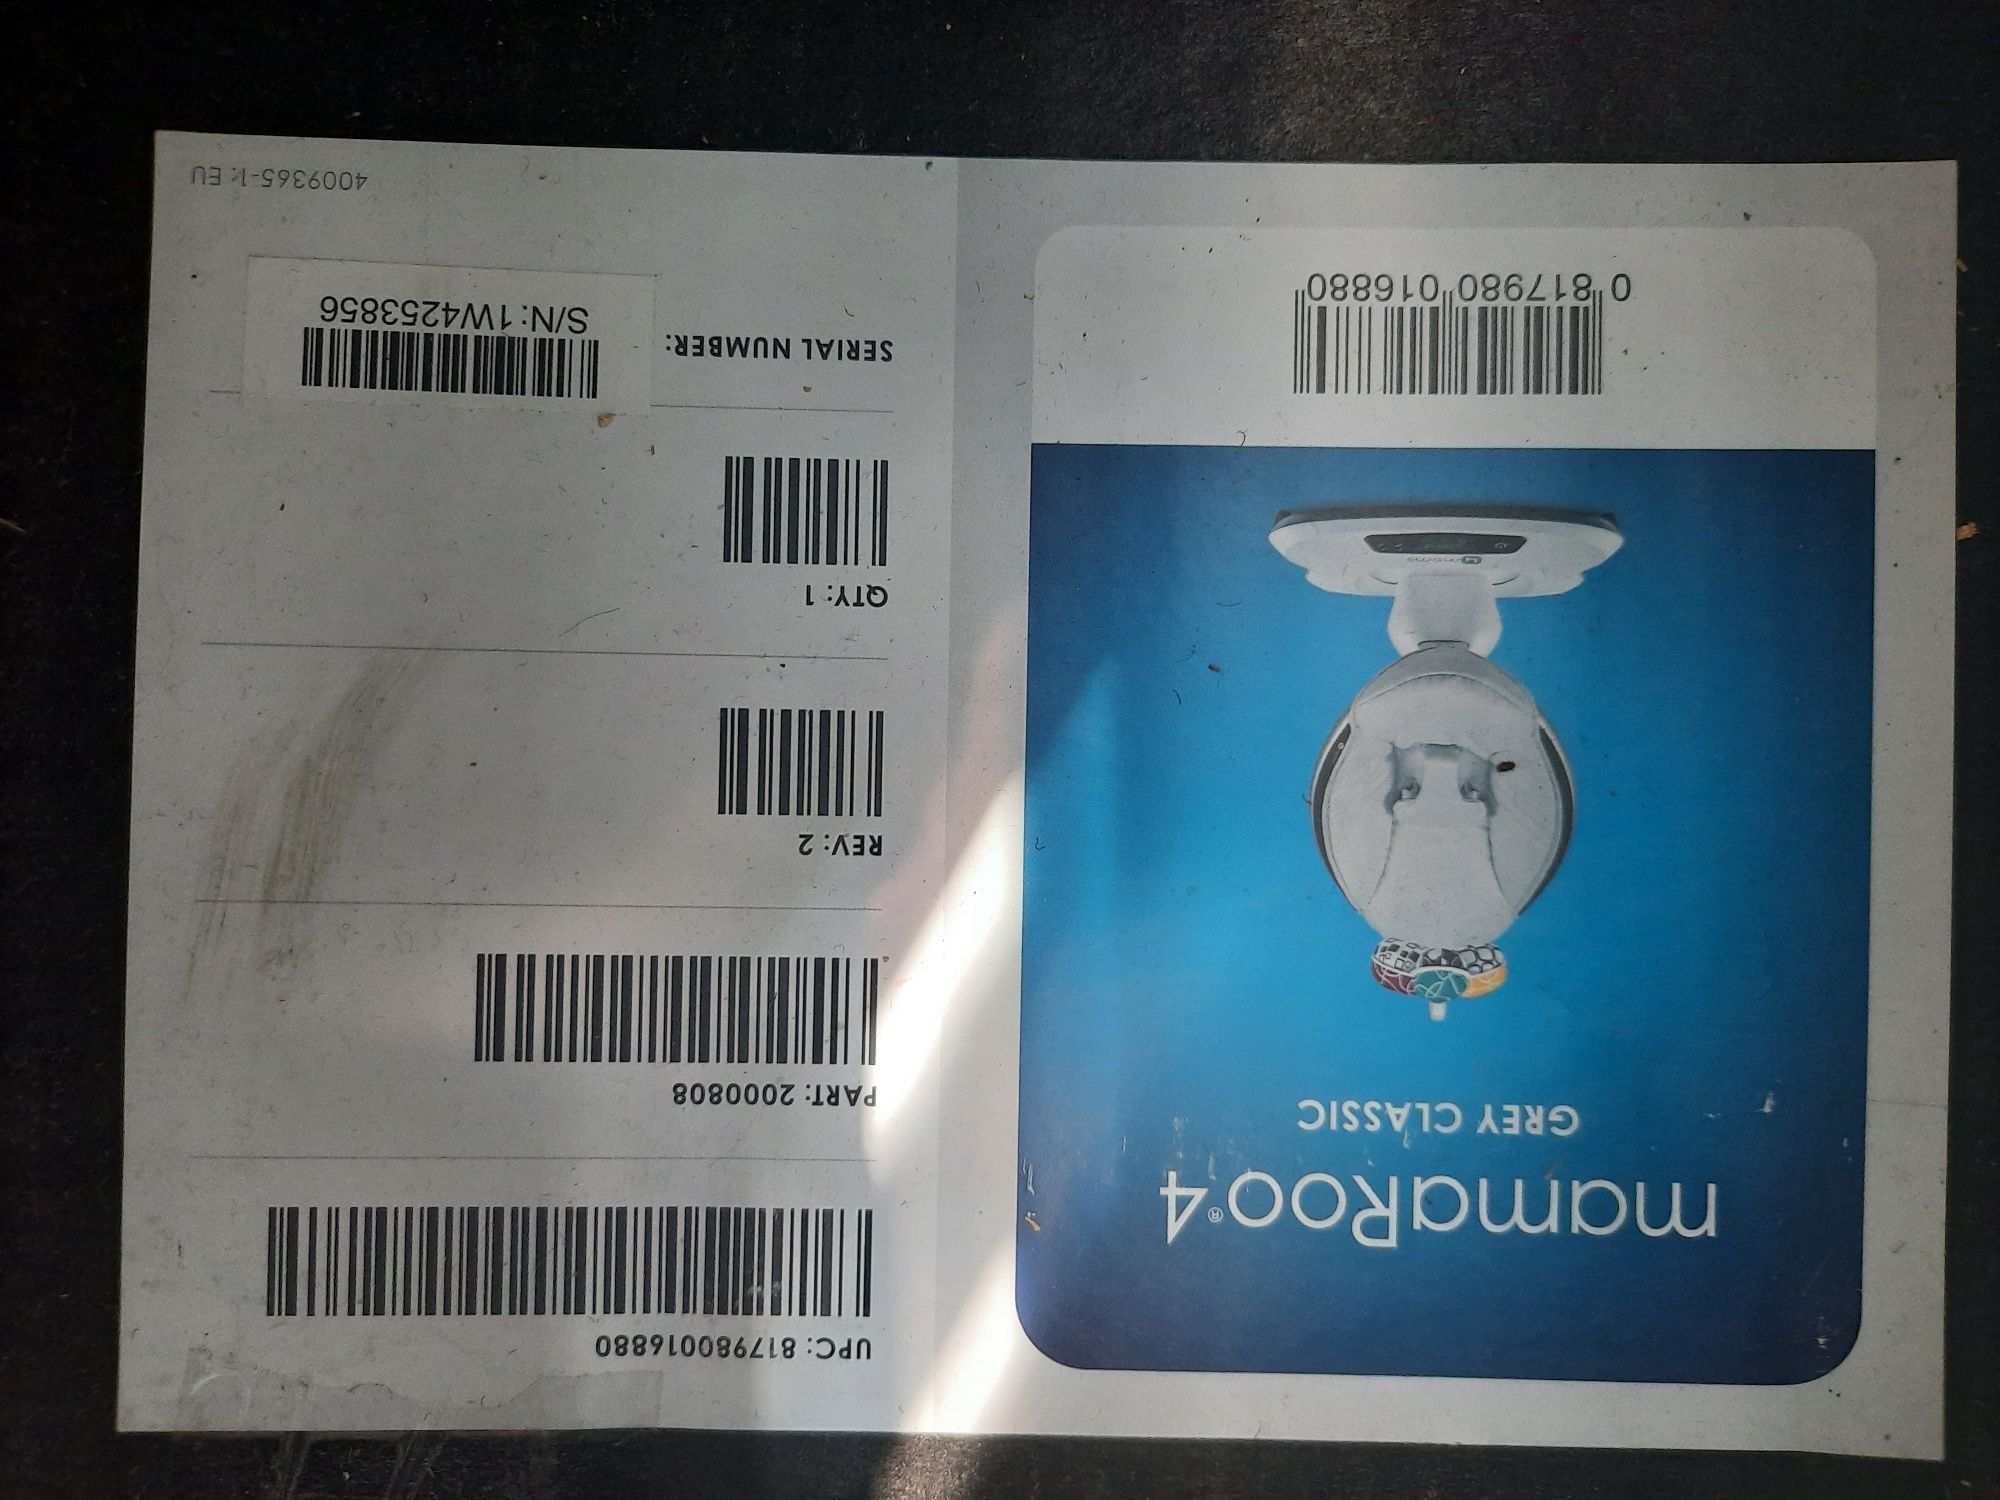 mamaRoo®4
GREY CLASSIC
4moms
0 817980 016880
UPC: 817980016880
PART: 2000808
REV: 2
QTY: 1
SERIAL NUMBER:
S/N: 1W4253856
4009365-1: EU